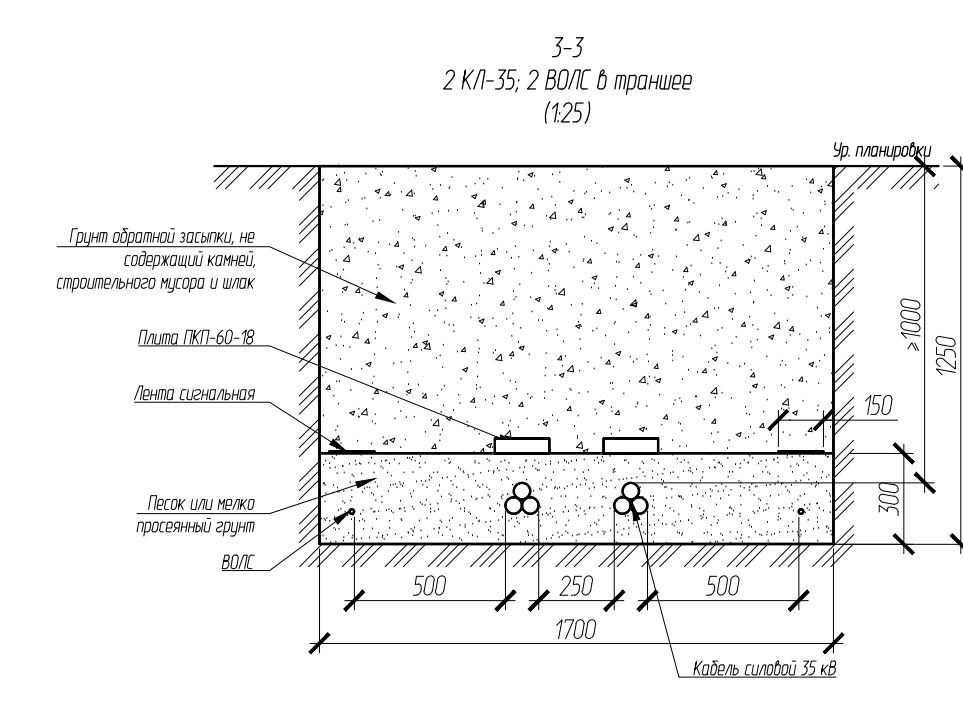 3-3
2 КЛ-35; 2 ВОЛС в траншее
(1:25)
Ур. планировки
Грунт обратной засыпки, не
содержащий камней,
строительного мусора и шлак
Плита ПКП-60-18
Лента сигнальная
Песок или мелко
просеянный грунт
ВОЛС
≥1000
1250
150
300
500
250
500
1700
Кабель силовой 35 кВ